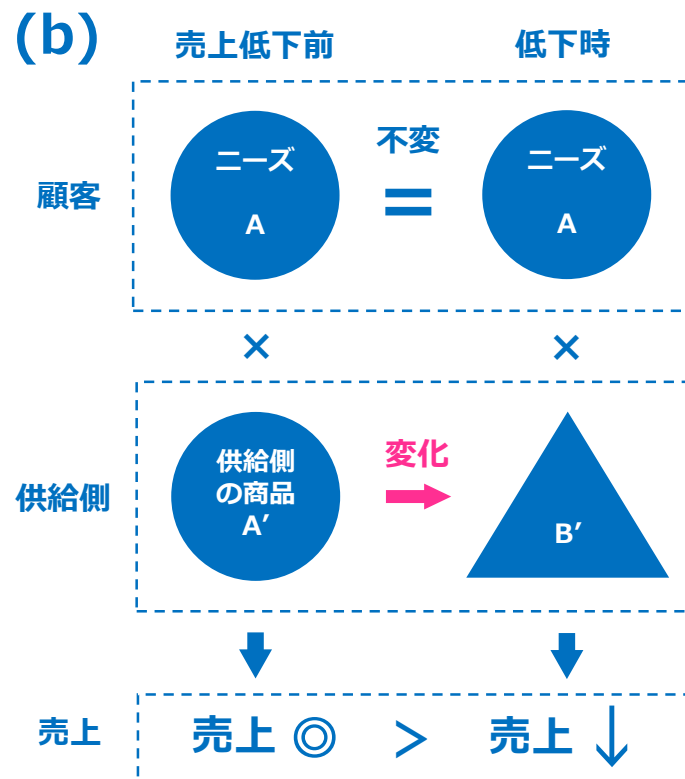 (b)
売上低下前 低下時
顧客
ニーズ
A
不変
=
ニーズ
A
× ×
供給側
供給側
の商品
A′
変化
B′
売上
売上 ◎ > 売上 ↓